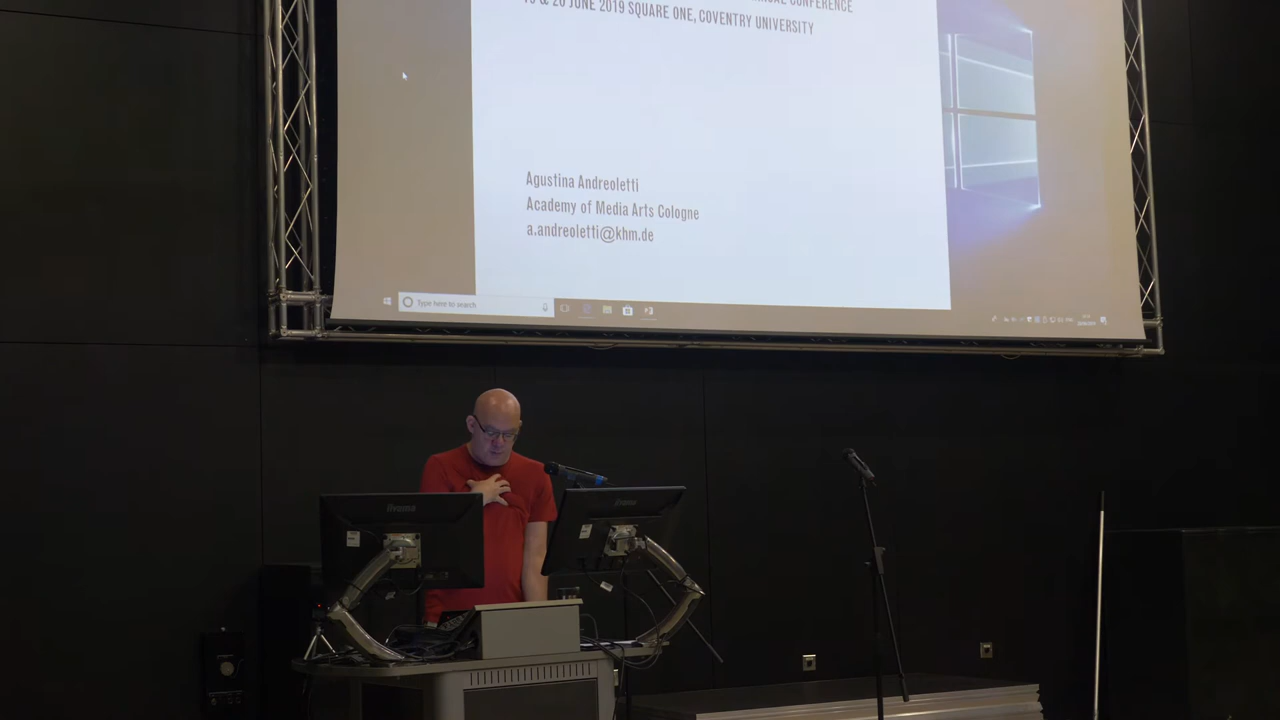 CONFERENCE
19 & 20 JUNE 2019 SQUARE ONE, COVENTRY UNIVERSITY
Agustina Andreoletti
Academy of Media Arts Cologne
a.andreoletti@khm.de
Type here to search
iiyama
iiyama